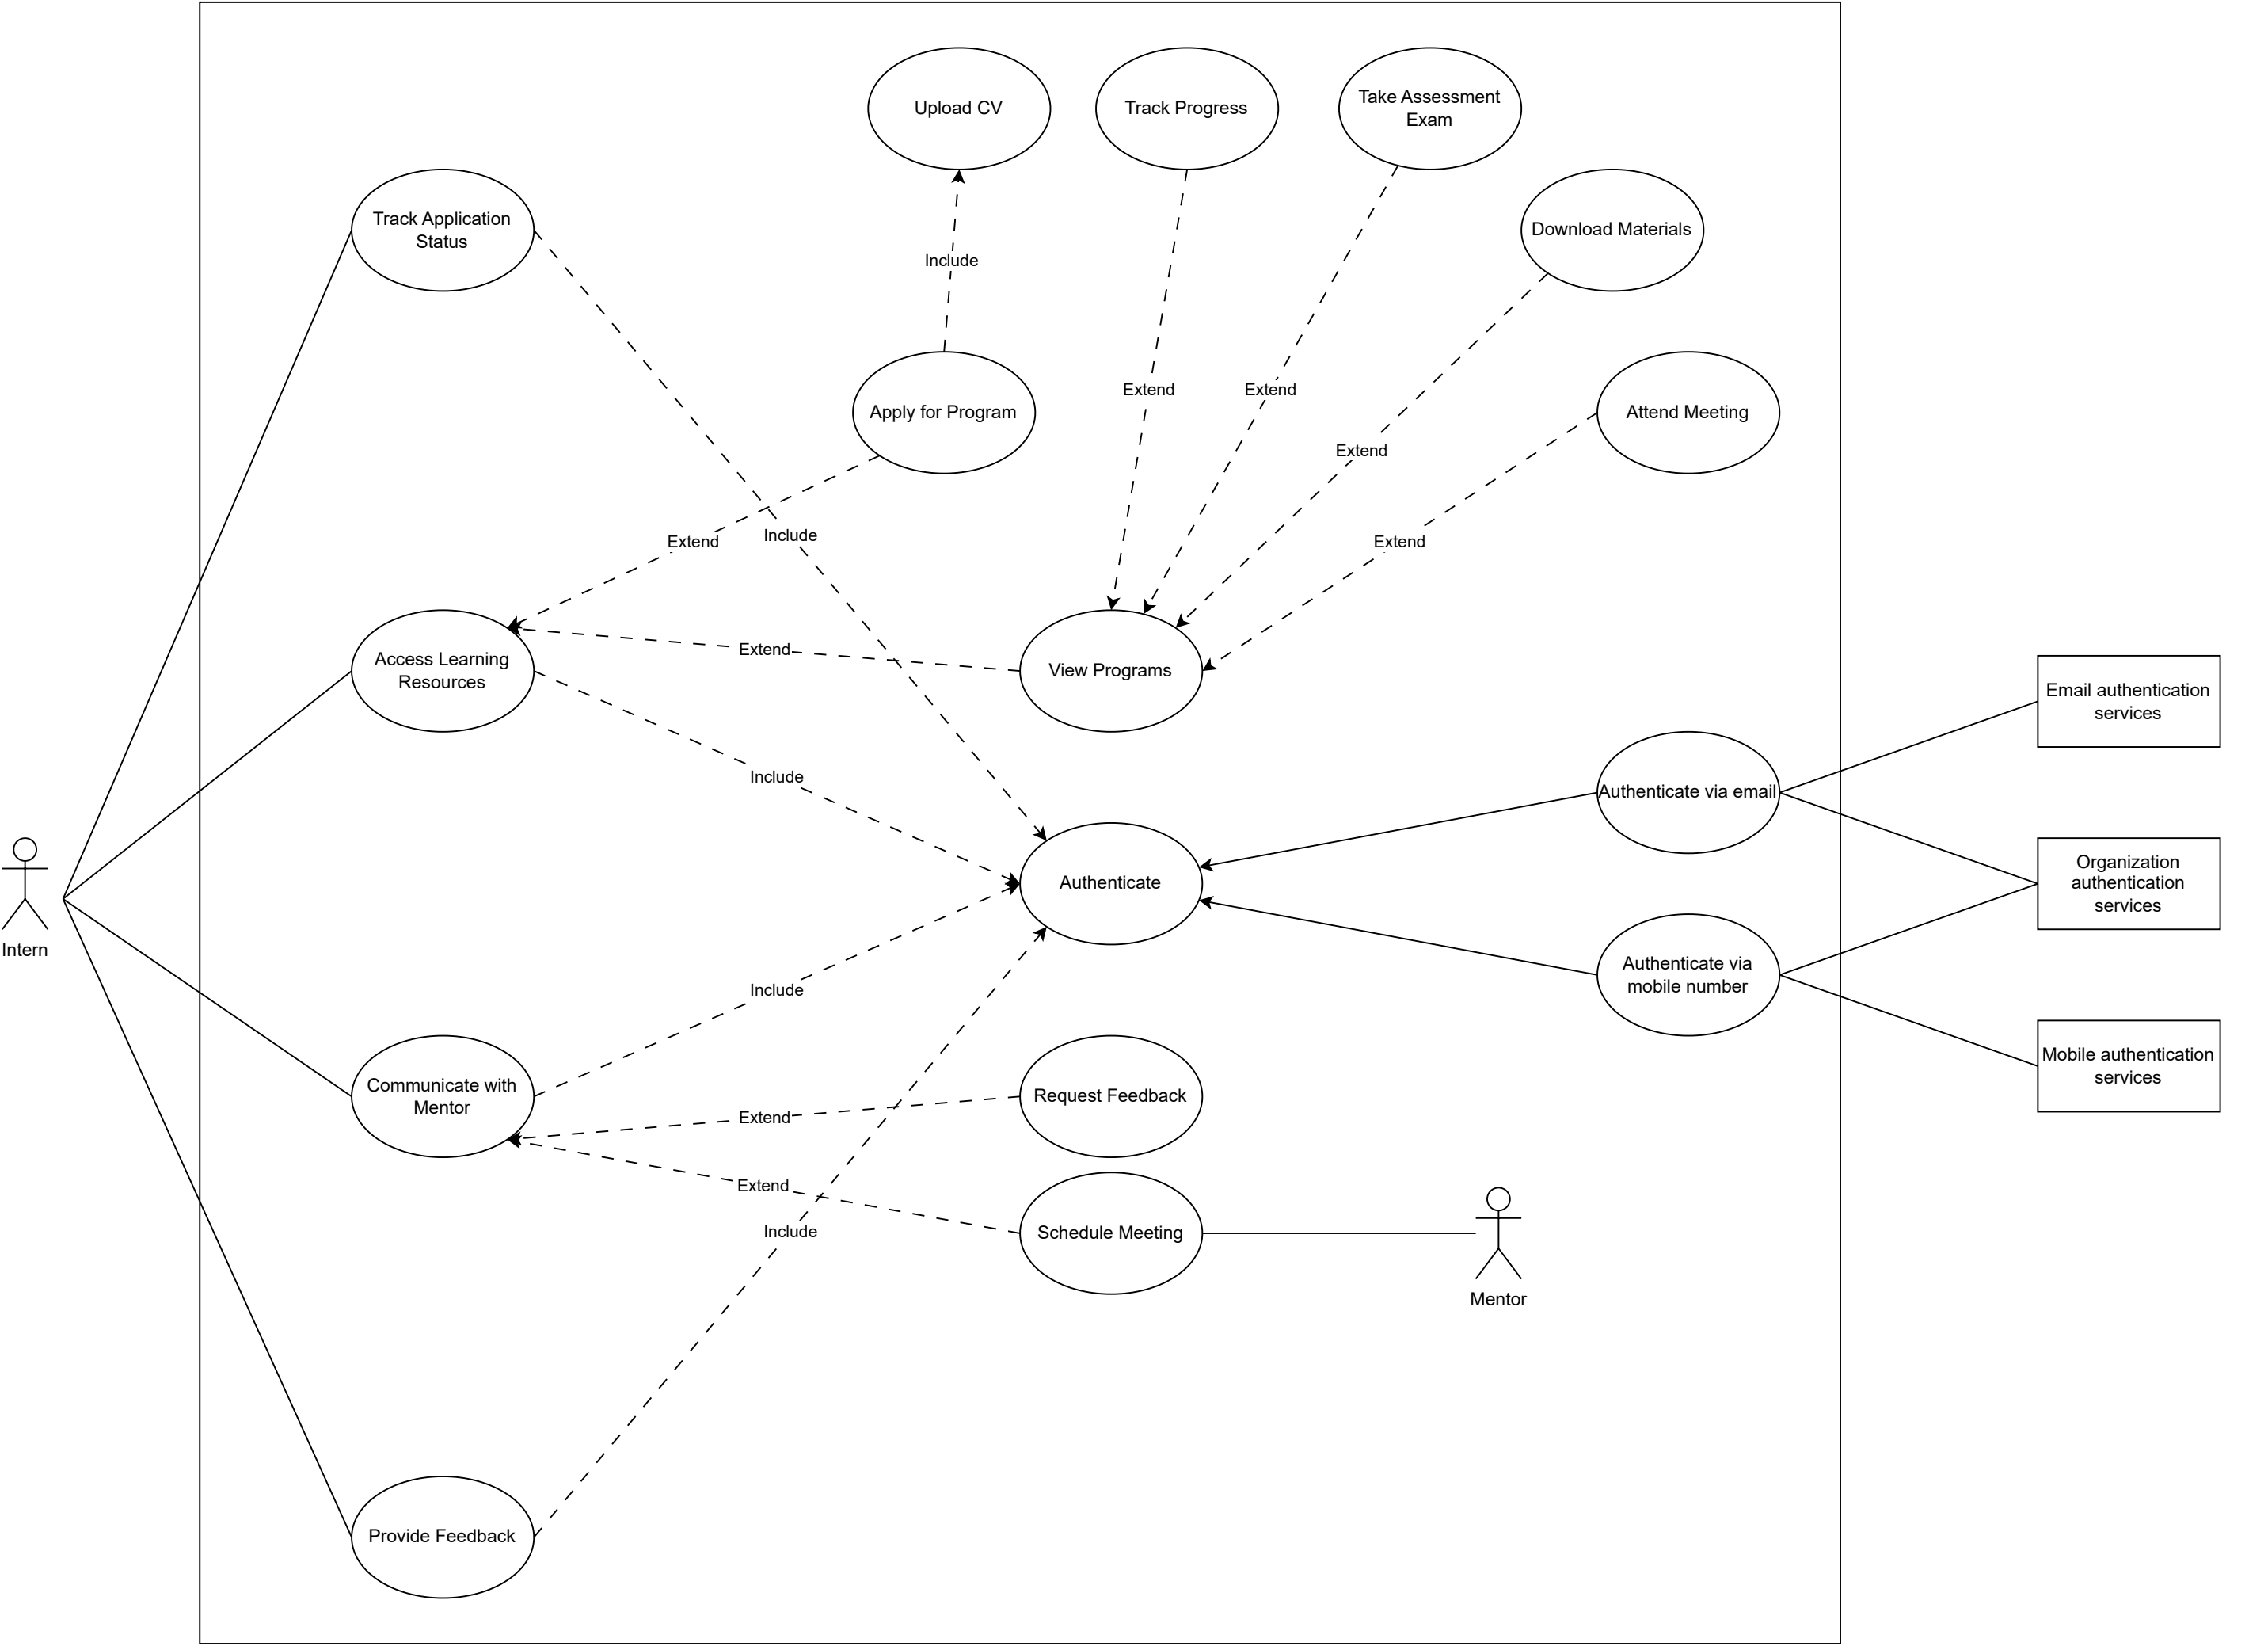 Upload CV
Track Progress
Take Assessment
Exam
Track Application
Status
Download Materials
Include
Extend
Extend
Apply for Program
Attend Meeting
Extend
Include
Extend
Extend
Extend
Access Learning
Resources
View Programs
Email authentication
services
Include
Authenticate via email
Authenticate
Organization
authentication
services
Intern
Include
Authenticate via
mobile number
Communicate with
Mentor
Request Feedback
Mobile authentication
services
Extend
Extend
Include
Schedule Meeting
Mentor
Provide Feedback